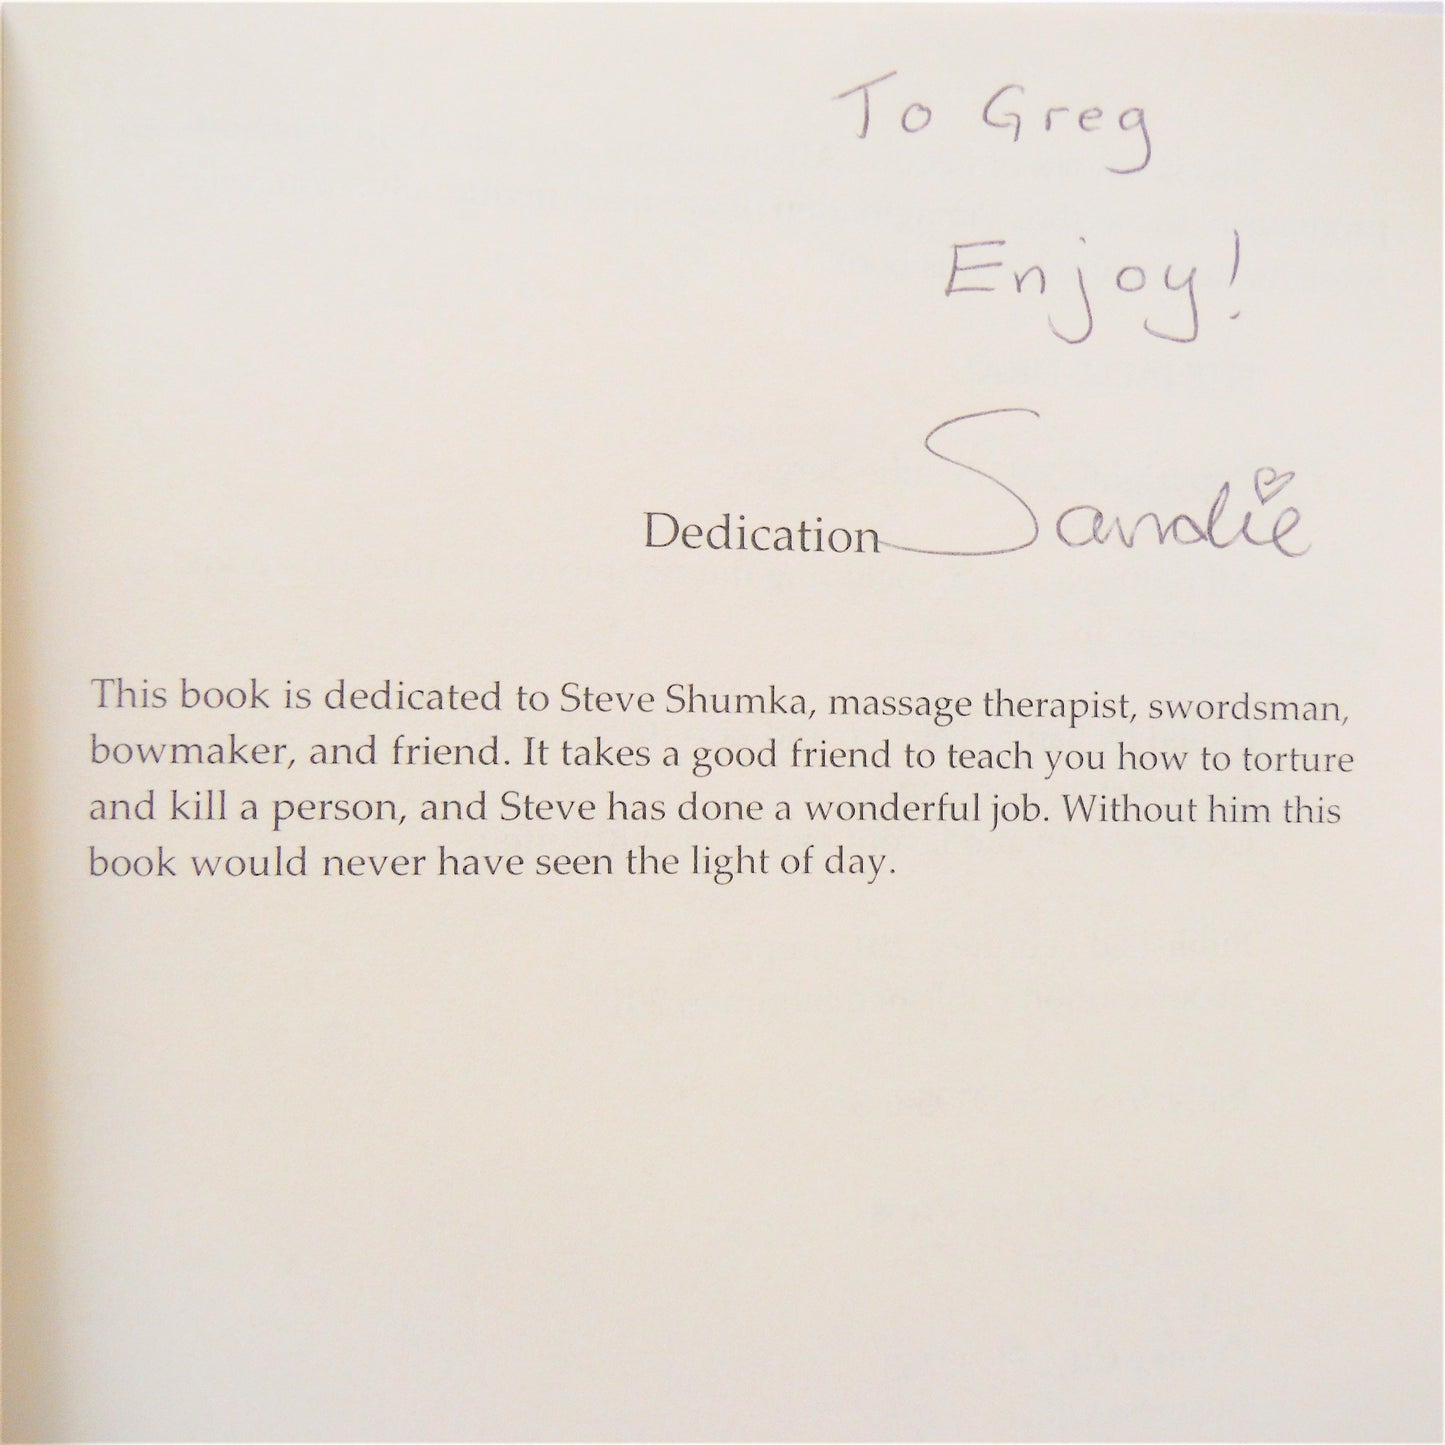 To Greg
Enjoy!
Sandie
Dedication
This book is dedicated to Steve Shumka, massage therapist, swordsman,
bowmaker, and friend. It takes a good friend to teach you how to torture
and kill a person, and Steve has done a wonderful job. Without him this
book would never have seen the light of day.